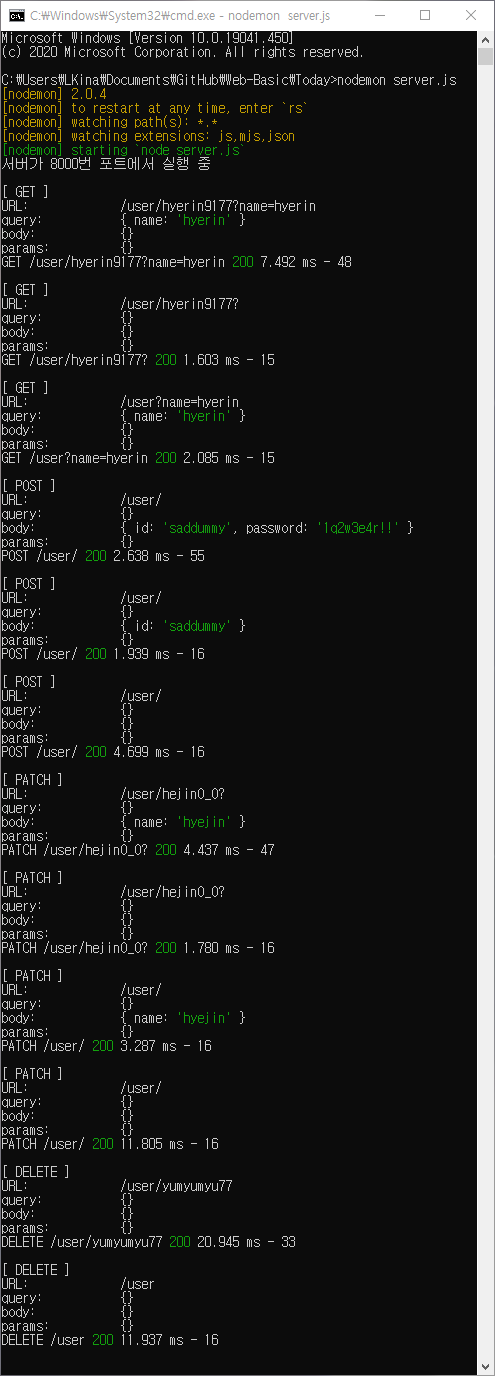 C:\Windows\System32\cmd.exe - nodemon  server.js
Microsoft Windows [Version 10.0.19041.450]
(c) 2020 Microsoft Corporation. All rights reserved.
C:₩Users₩LKina₩Documents₩GitHub₩Web-Basic₩Today>nodemon server.js
[nodemon] 2.0.4
[nodemon] to restart at any time, enter `rs`
[nodemon] watching path(s): *.*
[nodemon] watching extensions: js,mjs,json
[nodemon] starting `node server.js`
서버가 8000번 포트에서 실행 중
[ GET ]
URL: /user/hyerin9177?name=hyerin
query: { name: 'hyerin' }
body: {}
params: {}
GET /user/hyerin9177?name=hyerin 200 7.492 ms - 48
[ GET ]
URL: /user/hyerin9177?
query: {}
body: {}
params: {}
GET /user/hyerin9177? 200 1.603 ms - 15
[ GET ]
URL: /user?name=hyerin
query: { name: 'hyerin' }
body: {}
params: {}
GET /user?name=hyerin 200 2.085 ms - 15
[ POST ]
URL: /user/
query: {}
body: { id: 'saddummy', password: '1q2w3e4r!!' }
params: {}
POST /user/ 200 2.638 ms - 55
[ POST ]
URL: /user/
query: {}
body: { id: 'saddummy' }
params: {}
POST /user/ 200 1.939 ms - 16
[ POST ]
URL: /user/
query: {}
body: {}
params: {}
POST /user/ 200 4.699 ms - 16
[ PATCH ]
URL: /user/hejin0_0?
query: {}
body: { name: 'hyejin' }
params: {}
PATCH /user/hejin0_0? 200 4.437 ms - 47
[ PATCH ]
URL: /user/hejin0_0?
query: {}
body: {}
params: {}
PATCH /user/hejin0_0? 200 1.780 ms - 16
[ PATCH ]
URL: /user/
query: {}
body: { name: 'hyejin' }
params: {}
PATCH /user/ 200 3.287 ms - 16
[ PATCH ]
URL: /user/
query: {}
body: {}
params: {}
PATCH /user/ 200 11.805 ms - 16
[ DELETE ]
URL: /user/yumyumyu77
query: {}
body: {}
params: {}
DELETE /user/yumyumyu77 200 20.945 ms - 33
[ DELETE ]
URL: /user
query: {}
body: {}
params: {}
DELETE /user 200 11.937 ms - 16